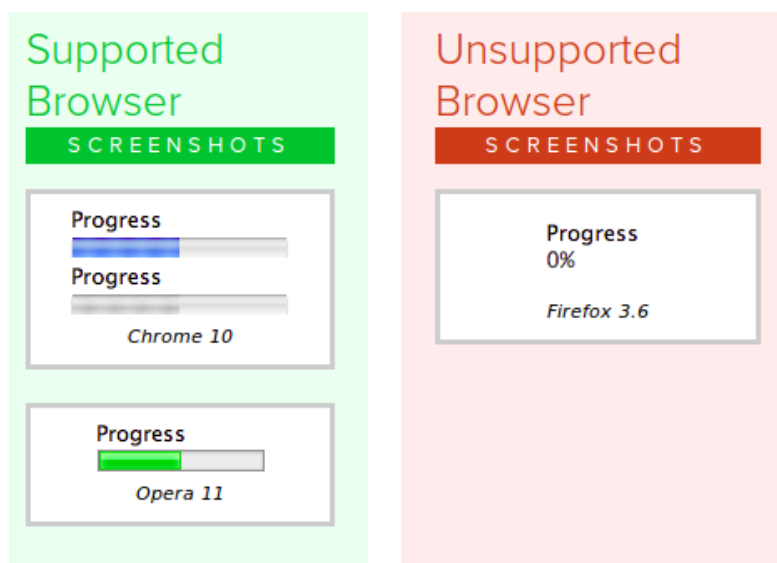 Supported
Browser
SCREENSHOTS
Progress
Progress
Chrome 10
Progress
Opera 11
Unsupported
Browser
SCREENSHOTS
Progress
0%
Firefox 3.6